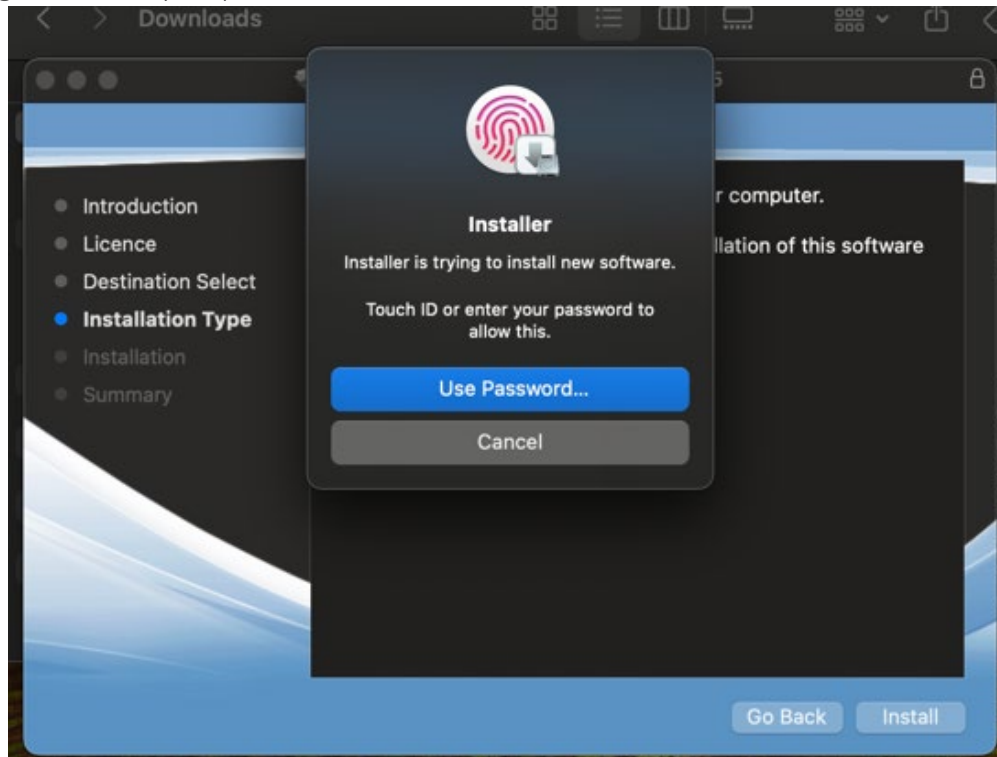 Downloads
Introduction
Licence
Destination Select
Installation Type
Installation
Summary
Installer
Installer is trying to install new software.
Touch ID or enter your password to
allow this.
Use Password...
Cancel
r computer.
llation of this software
Go Back
Install